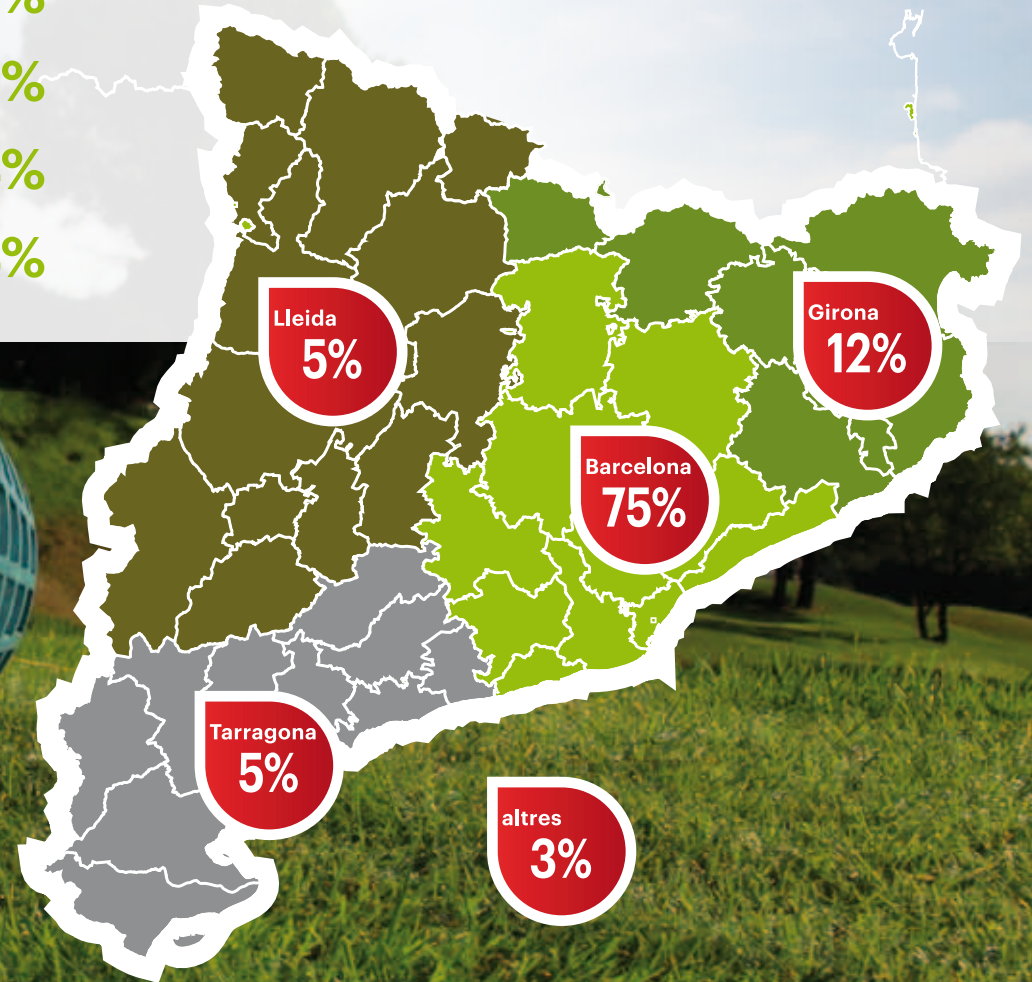 %
%
%
%
Lleida
5%
Girona
12%
Barcelona
75%
Tarragona
5%
altres
3%